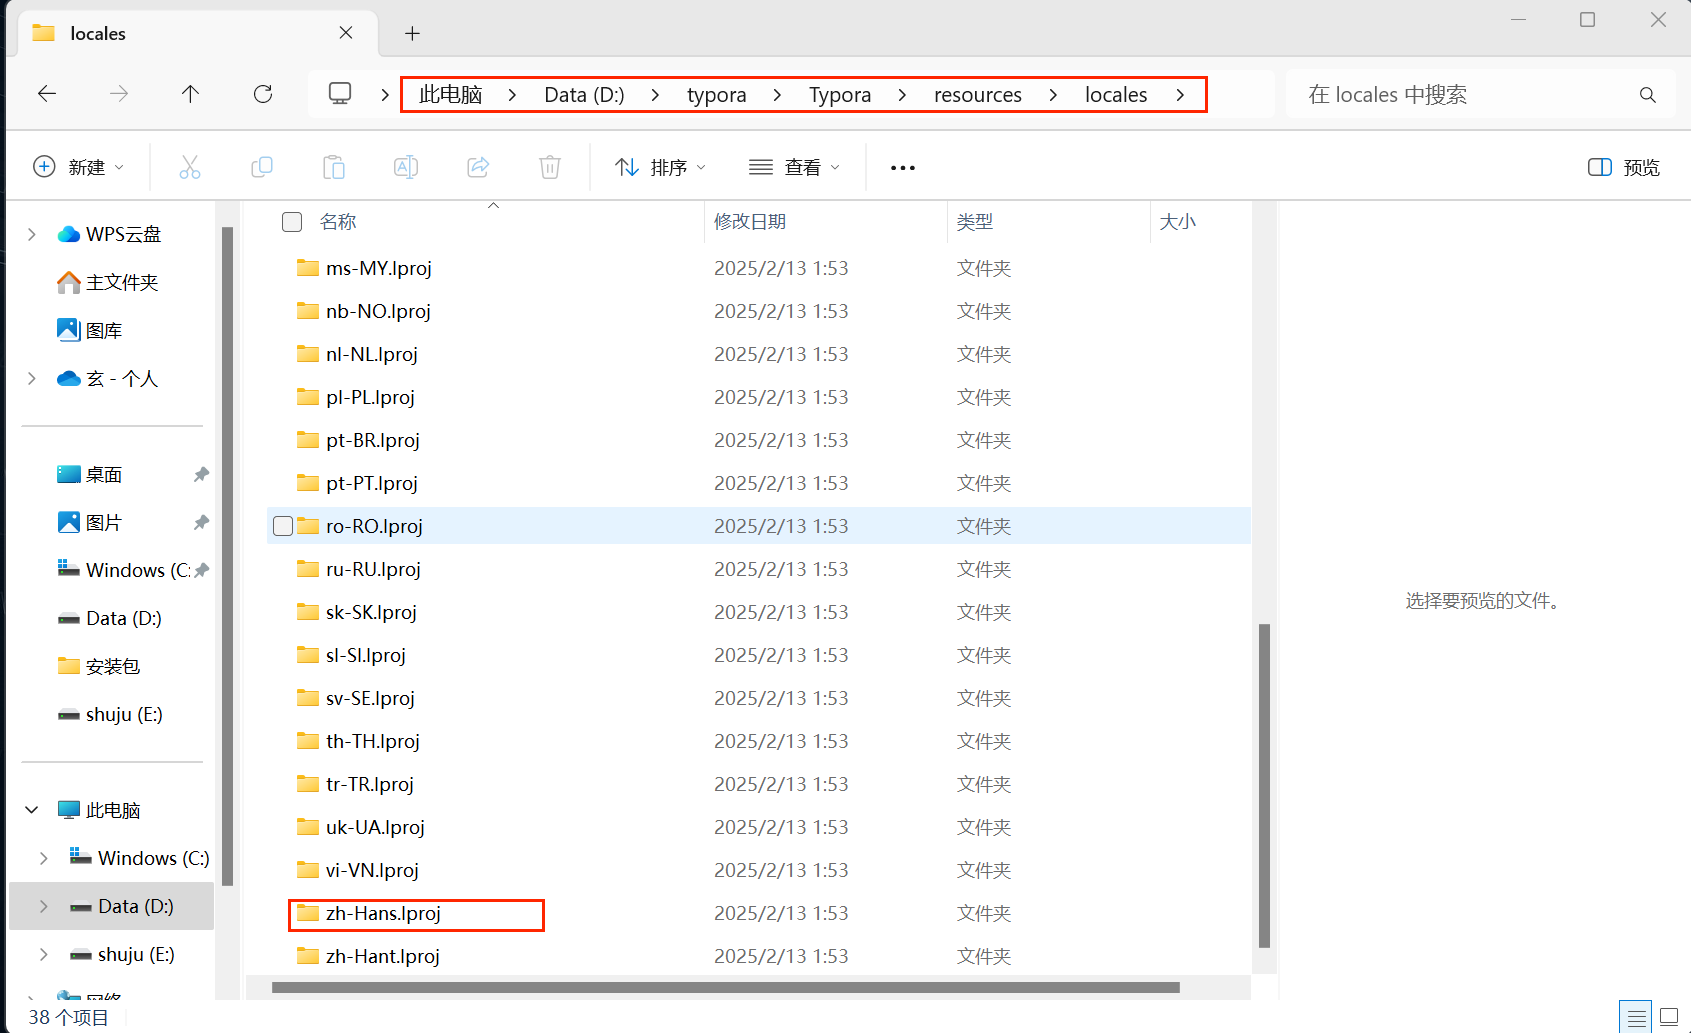 locales
此电脑 > Data (D:) > typora > Typora > resources > locales >
在 locales 中搜索
新建
排序
查看
预览
WPS云盘
主文件夹
图库
玄 - 个人
桌面
图片
Windows (C:
Data (D:)
安装包
shuju (E:)
此电脑
Windows (C:)
Data (D:)
shuju (E:)
网络
名称 修改日期 类型 大小
ms-MY.lproj 2025/2/13 1:53 文件夹
nb-NO.lproj 2025/2/13 1:53 文件夹
nl-NL.lproj 2025/2/13 1:53 文件夹
pl-PL.lproj 2025/2/13 1:53 文件夹
pt-BR.lproj 2025/2/13 1:53 文件夹
pt-PT.lproj 2025/2/13 1:53 文件夹
ro-RO.lproj 2025/2/13 1:53 文件夹
ru-RU.lproj 2025/2/13 1:53 文件夹
sk-SK.lproj 2025/2/13 1:53 文件夹
sl-SI.lproj 2025/2/13 1:53 文件夹
sv-SE.lproj 2025/2/13 1:53 文件夹
th-TH.lproj 2025/2/13 1:53 文件夹
tr-TR.lproj 2025/2/13 1:53 文件夹
uk-UA.lproj 2025/2/13 1:53 文件夹
vi-VN.lproj 2025/2/13 1:53 文件夹
zh-Hans.lproj 2025/2/13 1:53 文件夹
zh-Hant.lproj 2025/2/13 1:53 文件夹
选择要预览的文件。
38 个项目